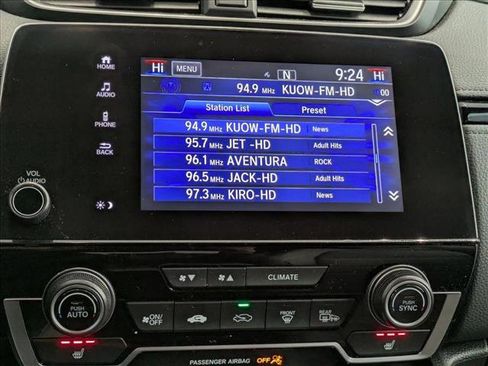 Hi MENU N 9:24 Hi
94.9 MHz KUOW-FM-HD 00
Station List Preset
94.9 MHz KUOW-FM-HD News
95.7 MHz JET -HD Adult Hits
96.1 MHz AVENTURA ROCK
96.5 MHz JACK-HD Adult Hits
97.3 MHz KIRO-HD News
HOME
AUDIO
PHONE
BACK
VOL
AUDIO
CLIMATE
PUSH
AUTO
ON/
OFF
FRONT
REAR
PUSH
SYNC
PASSENGER AIRBAG OFF